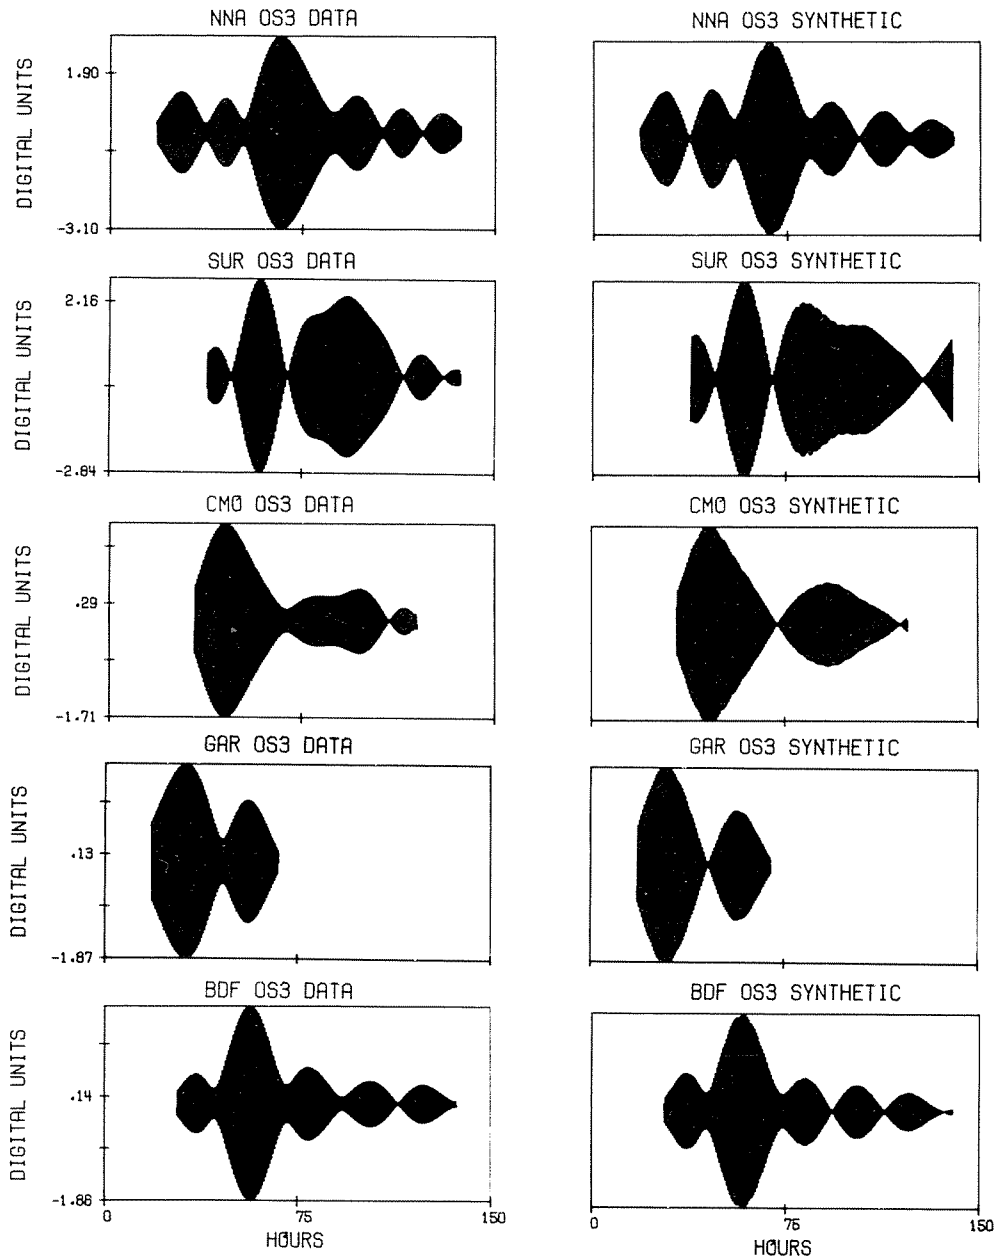 NNA OS3 DATA
NNA OS3 SYNTHETIC
DIGITAL UNITS
1.90
-3.10
SUR OS3 DATA
SUR OS3 SYNTHETIC
DIGITAL UNITS
2.16
-2.84
CMO OS3 DATA
CMO OS3 SYNTHETIC
DIGITAL UNITS
.29
-1.71
GAR OS3 DATA
GAR OS3 SYNTHETIC
DIGITAL UNITS
.13
-1.87
BDF OS3 DATA
BDF OS3 SYNTHETIC
DIGITAL UNITS
.14
-1.86
0 75 150
HOURS
0 75 150
HOURS